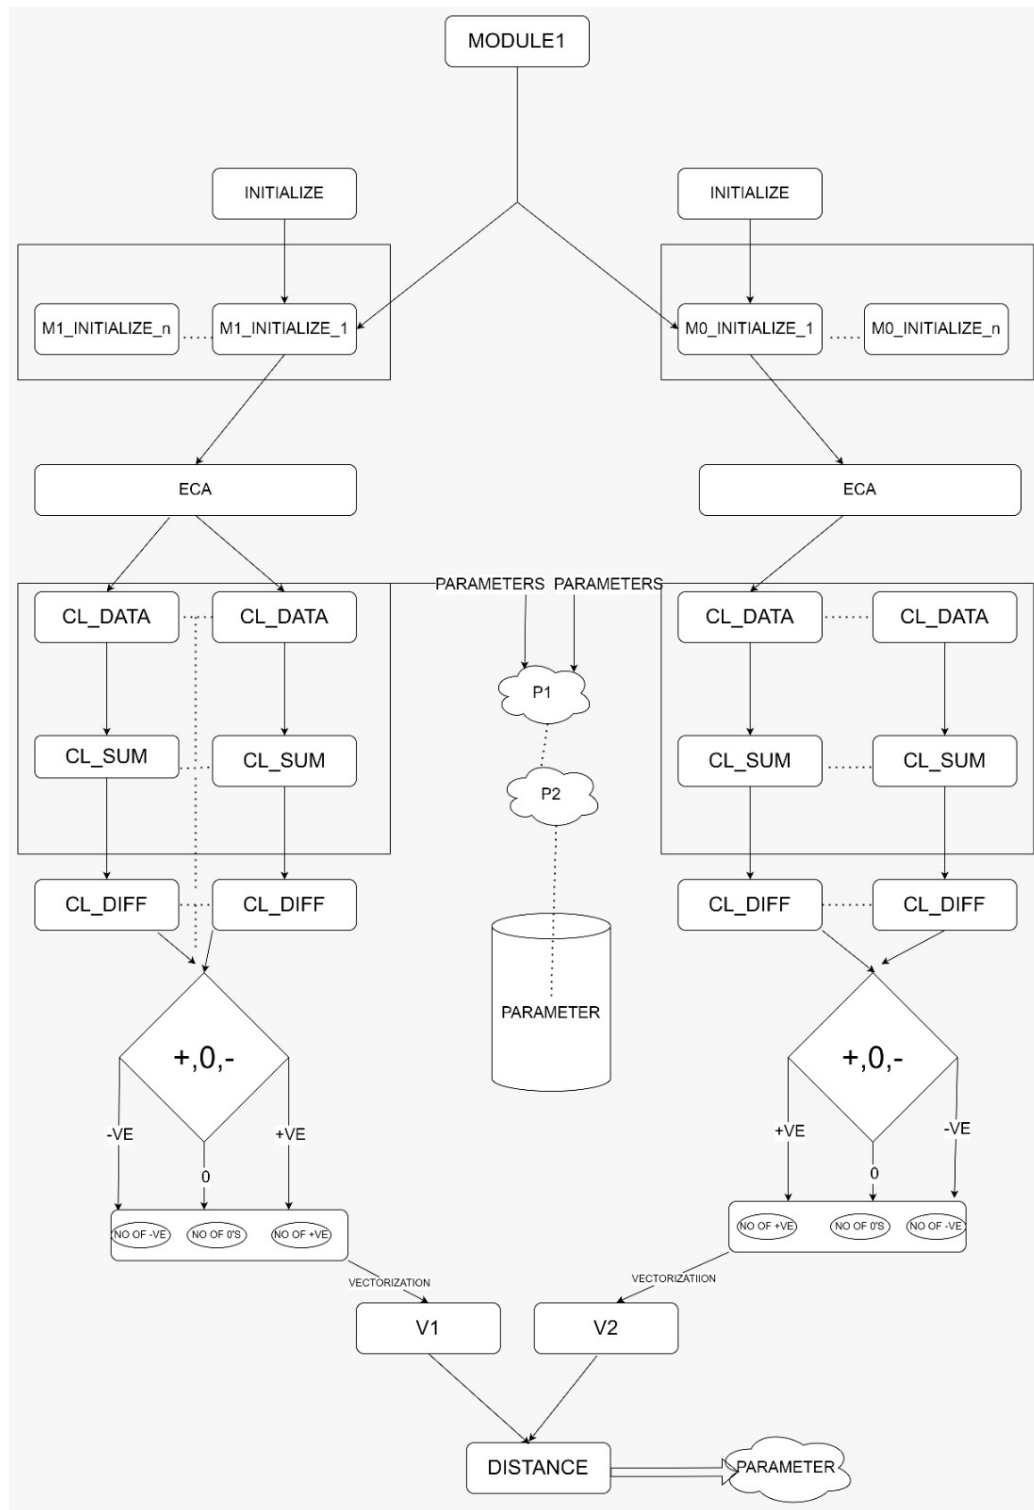 MODULE1
INITIALIZE
INITIALIZE
M1_INITIALIZE_n
M1_INITIALIZE_1
M0_INITIALIZE_1
M0_INITIALIZE_n
ECA
ECA
PARAMETERS
PARAMETERS
CL_DATA
CL_DATA
CL_DATA
CL_DATA
P1
CL_SUM
CL_SUM
CL_SUM
CL_SUM
P2
CL_DIFF
CL_DIFF
CL_DIFF
CL_DIFF
PARAMETER
+,0,-
+,0,-
-VE
+VE
+VE
-VE
0
0
NO OF -VE
NO OF 0'S
NO OF +VE
NO OF +VE
NO OF 0'S
NO OF -VE
VECTORIZATION
VECTORIZATIION
V1
V2
DISTANCE
PARAMETER